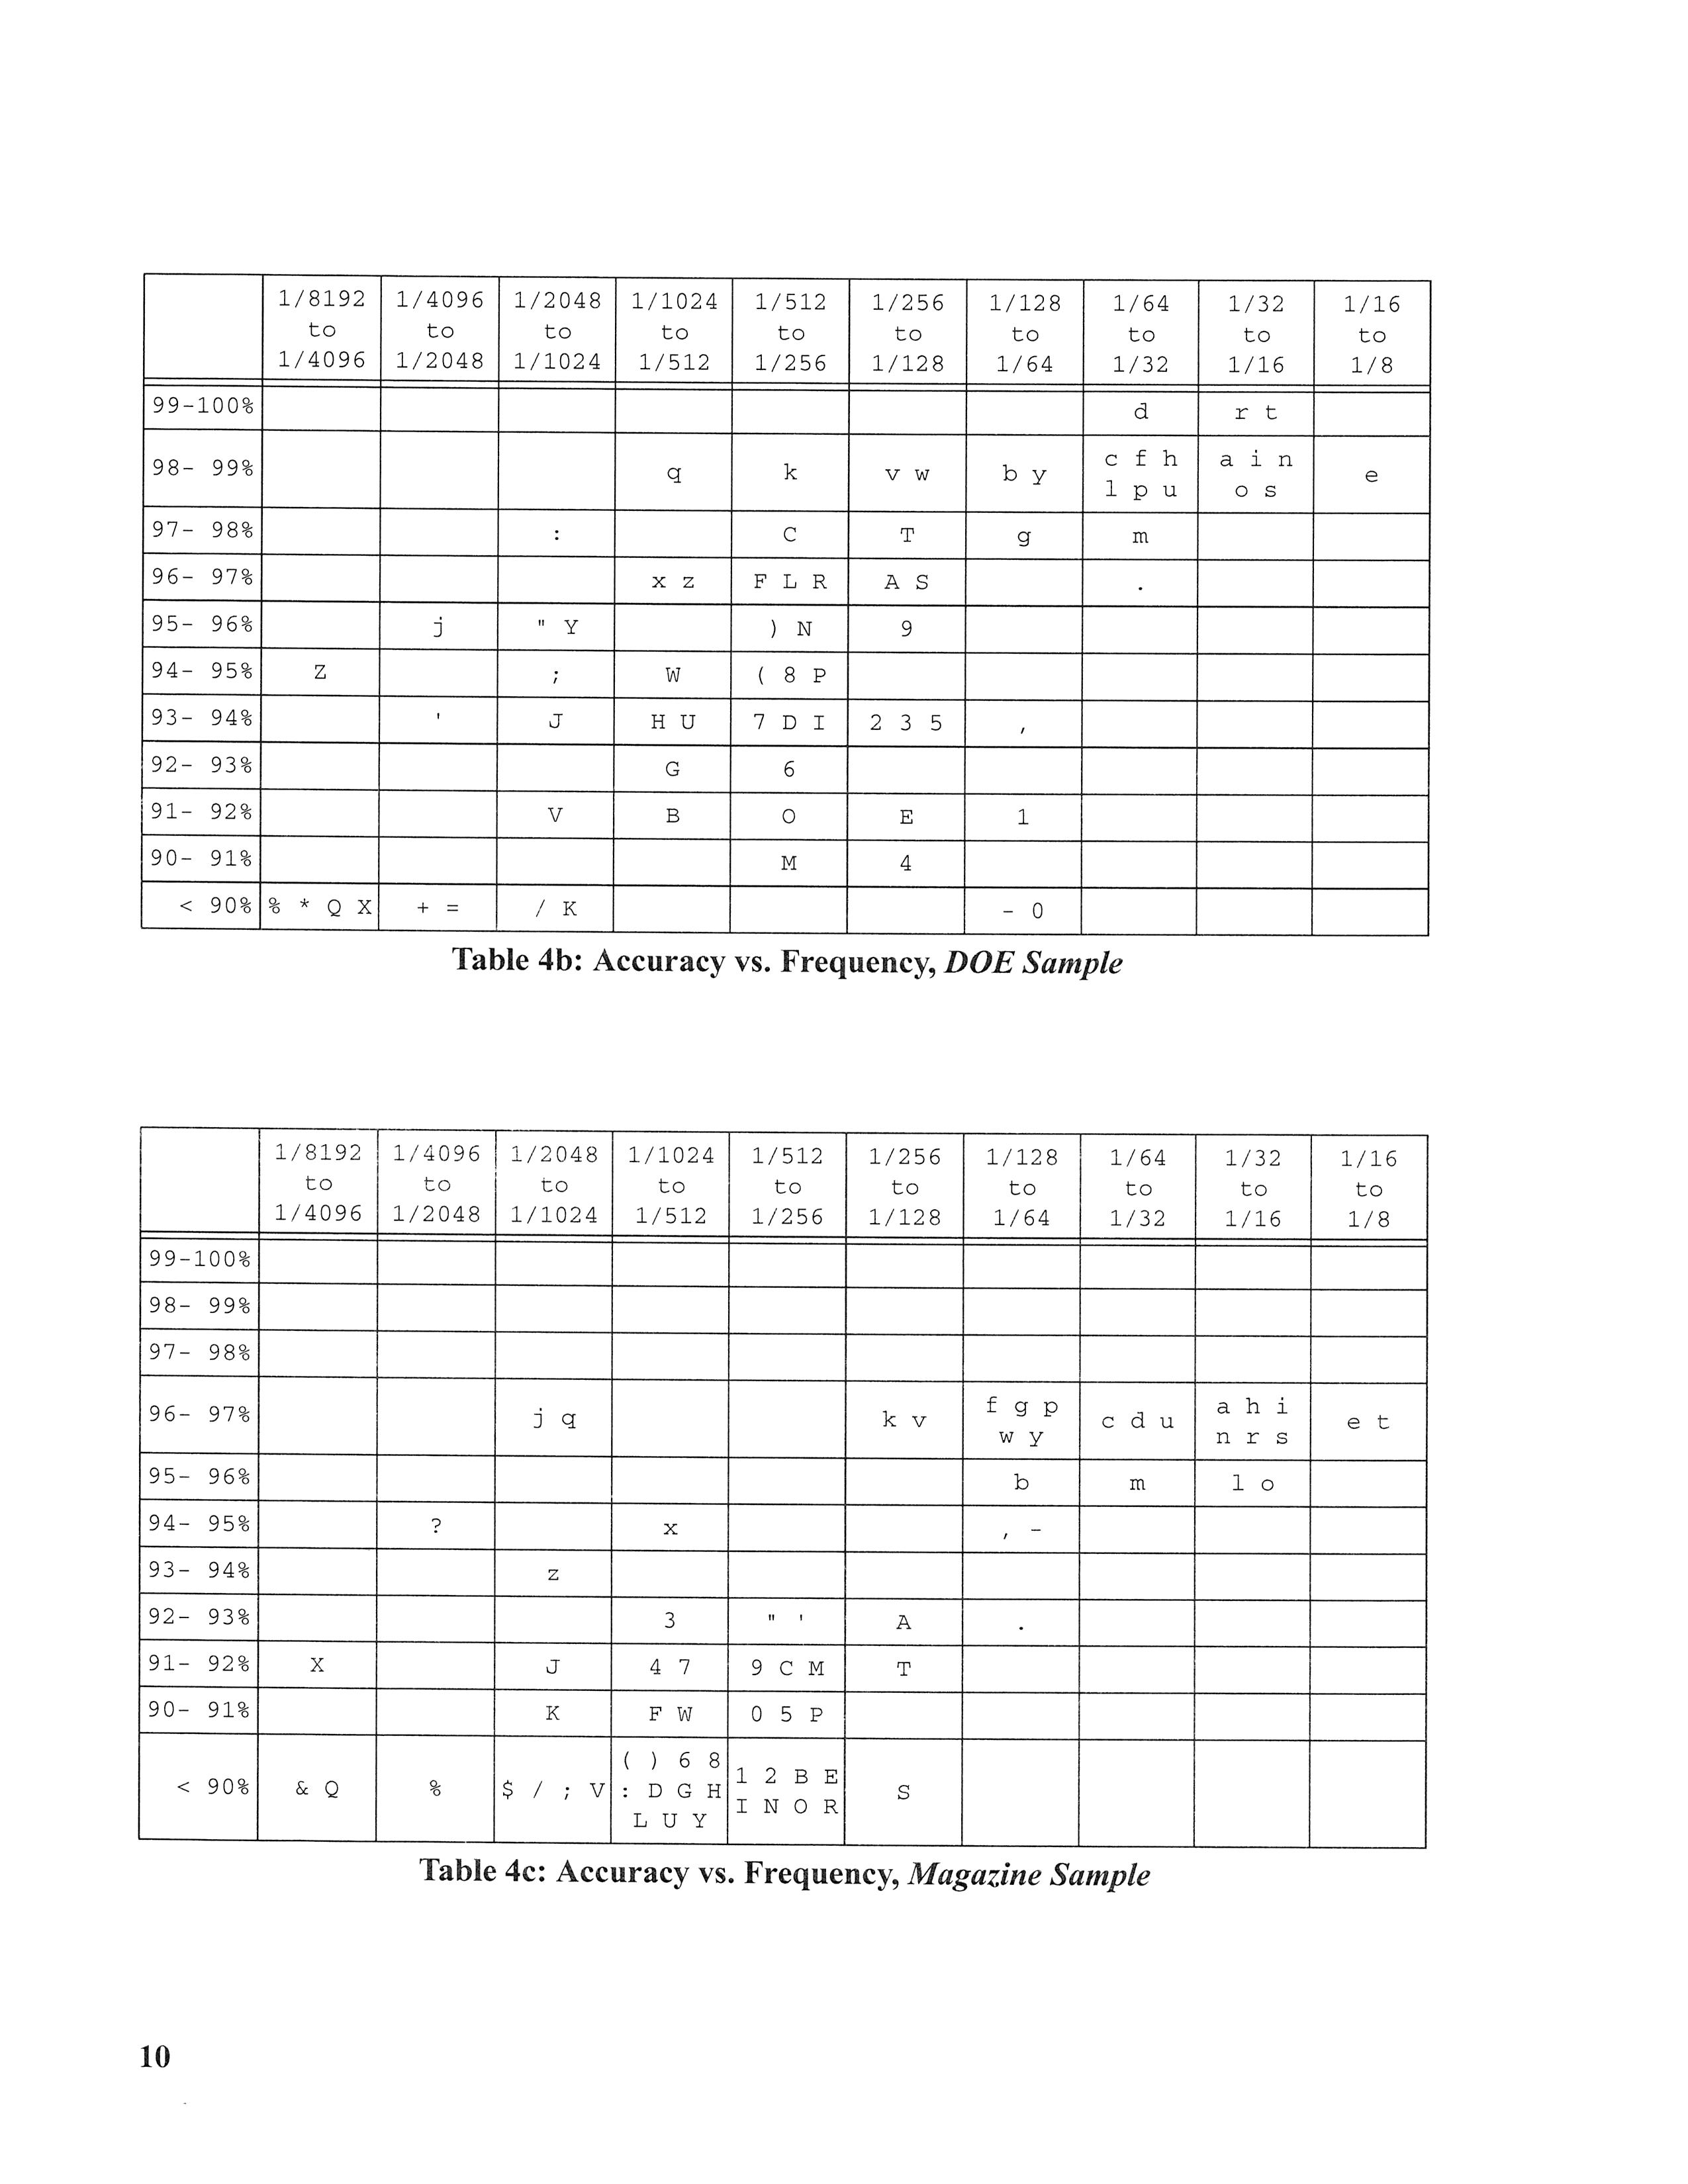 1/8192 1/4096 1/2048 1/1024 1/512 1/256 1/128 1/64 1/32 1/16
to to to to to to to to to to
1/4096 1/2048 1/1024 1/512 1/256 1/128 1/64 1/32 1/16 1/8
99-100% d r t
98- 99% q k v w b y c f h l p u a i n o s e
97- 98% : C T g m
96- 97% x z F L R A S .
95- 96% j " Y ) N 9
94- 95% Z ; W ( 8 P
93- 94% ' J H U 7 D I 2 3 5 ,
92- 93% G 6
91- 92% V B O E 1
90- 91% M 4
< 90% % * Q X + = / K - 0
Table 4b: Accuracy vs. Frequency, DOE Sample
1/8192 1/4096 1/2048 1/1024 1/512 1/256 1/128 1/64 1/32 1/16
to to to to to to to to to to
1/4096 1/2048 1/1024 1/512 1/256 1/128 1/64 1/32 1/16 1/8
99-100%
98- 99%
97- 98%
96- 97% j q k v f g p w y c d u a h i n r s e t
95- 96% b m l o
94- 95% ? x , -
93- 94% z
92- 93% 3 " ' A .
91- 92% X J 4 7 9 C M T
90- 91% K F W 0 5 P
< 90% & Q % $ / ; V ( ) 6 8 : D G H L U Y 1 2 B E I N O R S
Table 4c: Accuracy vs. Frequency, Magazine Sample
10